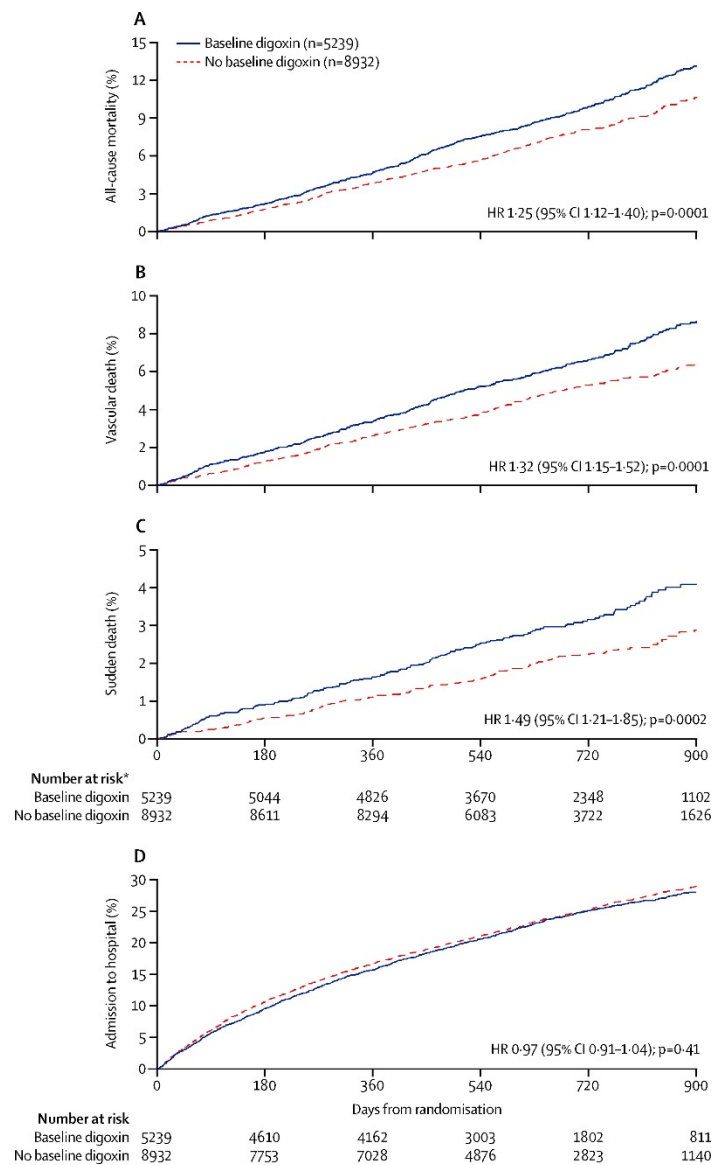 A
15
12
9
6
3
0
All-cause mortality (%)
Baseline digoxin (n=5239)
No baseline digoxin (n=8932)
HR 1·25 (95% CI 1·12–1·40); p=0·0001
B
10
8
6
4
2
0
Vascular death (%)
HR 1·32 (95% CI 1·15–1·52); p=0·0001
C
5
4
3
2
1
0
Sudden death (%)
HR 1·49 (95% CI 1·21–1·85); p=0·0002
0 180 360 540 720 900
Number at risk*
Baseline digoxin 5239 5044 4826 3670 2348 1102
No baseline digoxin 8932 8611 8294 6083 3722 1626
D
30
25
20
15
10
5
0
Admission to hospital (%)
HR 0·97 (95% CI 0·91–1·04); p=0·41
0 180 360 540 720 900
Days from randomisation
Number at risk
Baseline digoxin 5239 4610 4162 3003 1802 811
No baseline digoxin 8932 7753 7028 4876 2823 1140